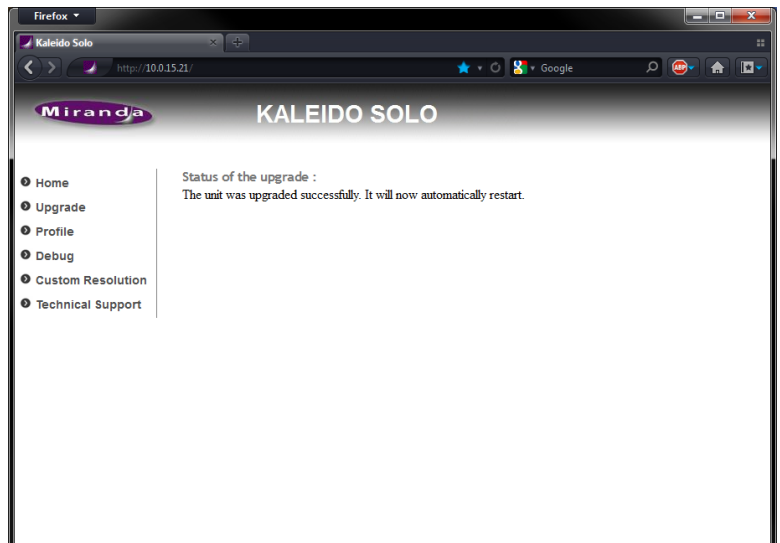 Firefox
Kaleido Solo
http://10.0.15.21/
Google
ABP
Miranda
KALEIDO SOLO
Home
Upgrade
Profile
Debug
Custom Resolution
Technical Support
Status of the upgrade :
The unit was upgraded successfully. It will now automatically restart.